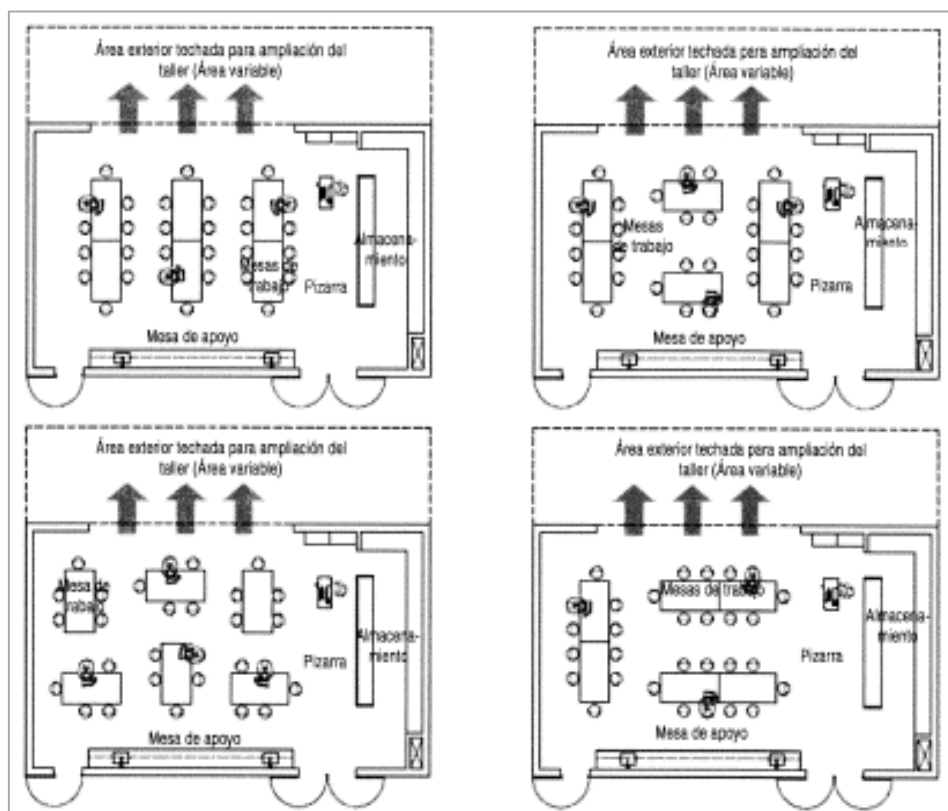 Área exterior techada para ampliación del
taller (Área variable)
Mesas de
trabajo
Pizarra
Almacena-
miento
Mesa de apoyo
Área exterior techada para ampliación del
taller (Área variable)
Mesas
de trabajo
Pizarra
Almacena-
miento
Mesa de apoyo
Área exterior techada para ampliación del
taller (Área variable)
Mesa de
trabajo
Pizarra
Almacena-
miento
Mesa de apoyo
Área exterior techada para ampliación del
taller (Área variable)
Mesas de trabajo
Pizarra
Almacena-
miento
Mesa de apoyo